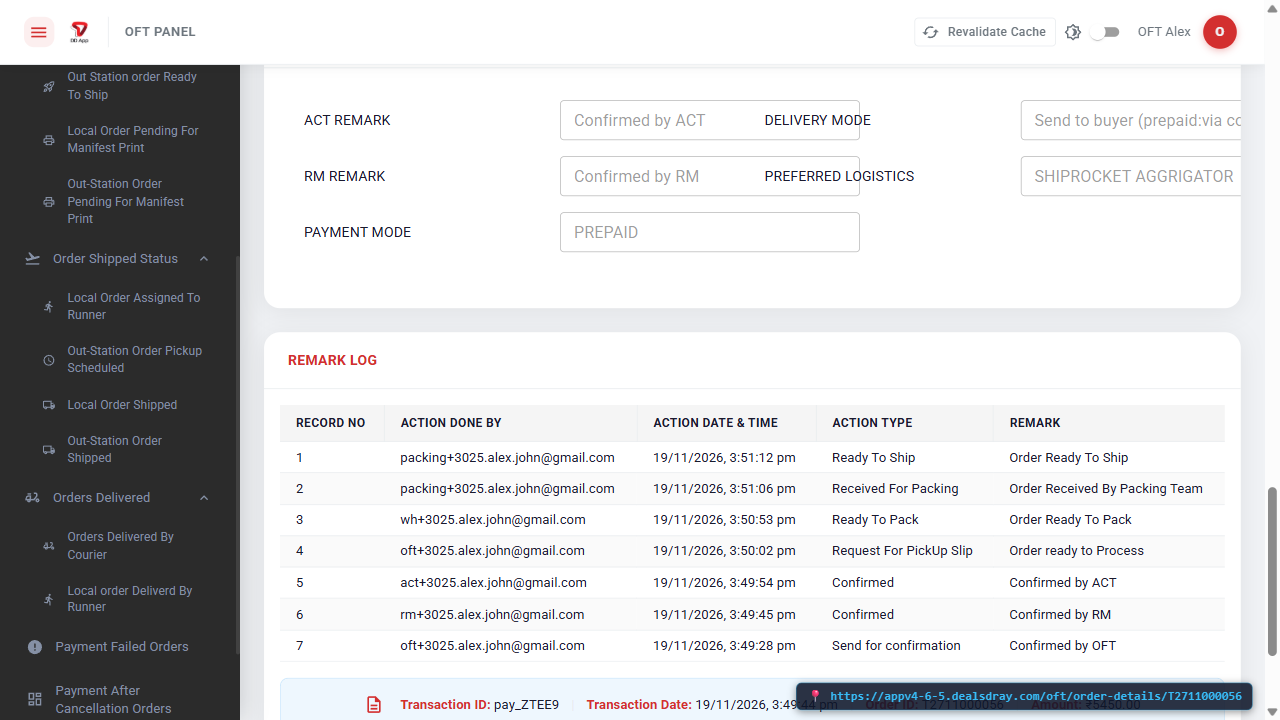 DD App
OFT PANEL
Revalidate Cache
OFT Alex
O
Out Station order Ready
To Ship
Local Order Pending For
Manifest Print
Out-Station Order
Pending For Manifest
Print
Order Shipped Status
Local Order Assigned To
Runner
Out-Station Order Pickup
Scheduled
Local Order Shipped
Out-Station Order
Shipped
Orders Delivered
Orders Delivered By
Courier
Local order Deliverd By
Runner
Payment Failed Orders
Payment After
Cancellation Orders
ACT REMARK Confirmed by ACT DELIVERY MODE Send to buyer (prepaid:via co
RM REMARK Confirmed by RM PREFERRED LOGISTICS SHIPROCKET AGGRIGATOR
PAYMENT MODE PREPAID
REMARK LOG
RECORD NO ACTION DONE BY ACTION DATE & TIME ACTION TYPE REMARK
1 packing+3025.alex.john@gmail.com 19/11/2026, 3:51:12 pm Ready To Ship Order Ready To Ship
2 packing+3025.alex.john@gmail.com 19/11/2026, 3:51:06 pm Received For Packing Order Received By Packing Team
3 wh+3025.alex.john@gmail.com 19/11/2026, 3:50:53 pm Ready To Pack Order Ready To Pack
4 oft+3025.alex.john@gmail.com 19/11/2026, 3:50:02 pm Request For PickUp Slip Order ready to Process
5 act+3025.alex.john@gmail.com 19/11/2026, 3:49:54 pm Confirmed Confirmed by ACT
6 rm+3025.alex.john@gmail.com 19/11/2026, 3:49:45 pm Confirmed Confirmed by RM
7 oft+3025.alex.john@gmail.com 19/11/2026, 3:49:28 pm Send for confirmation Confirmed by OFT
Transaction ID: pay_ZTEE9 Transaction Date: 19/11/2026, 3:49:44 pm Order ID: T2711000056 Amount: ₹5450.00
https://appv4-6-5.dealsdray.com/oft/order-details/T2711000056